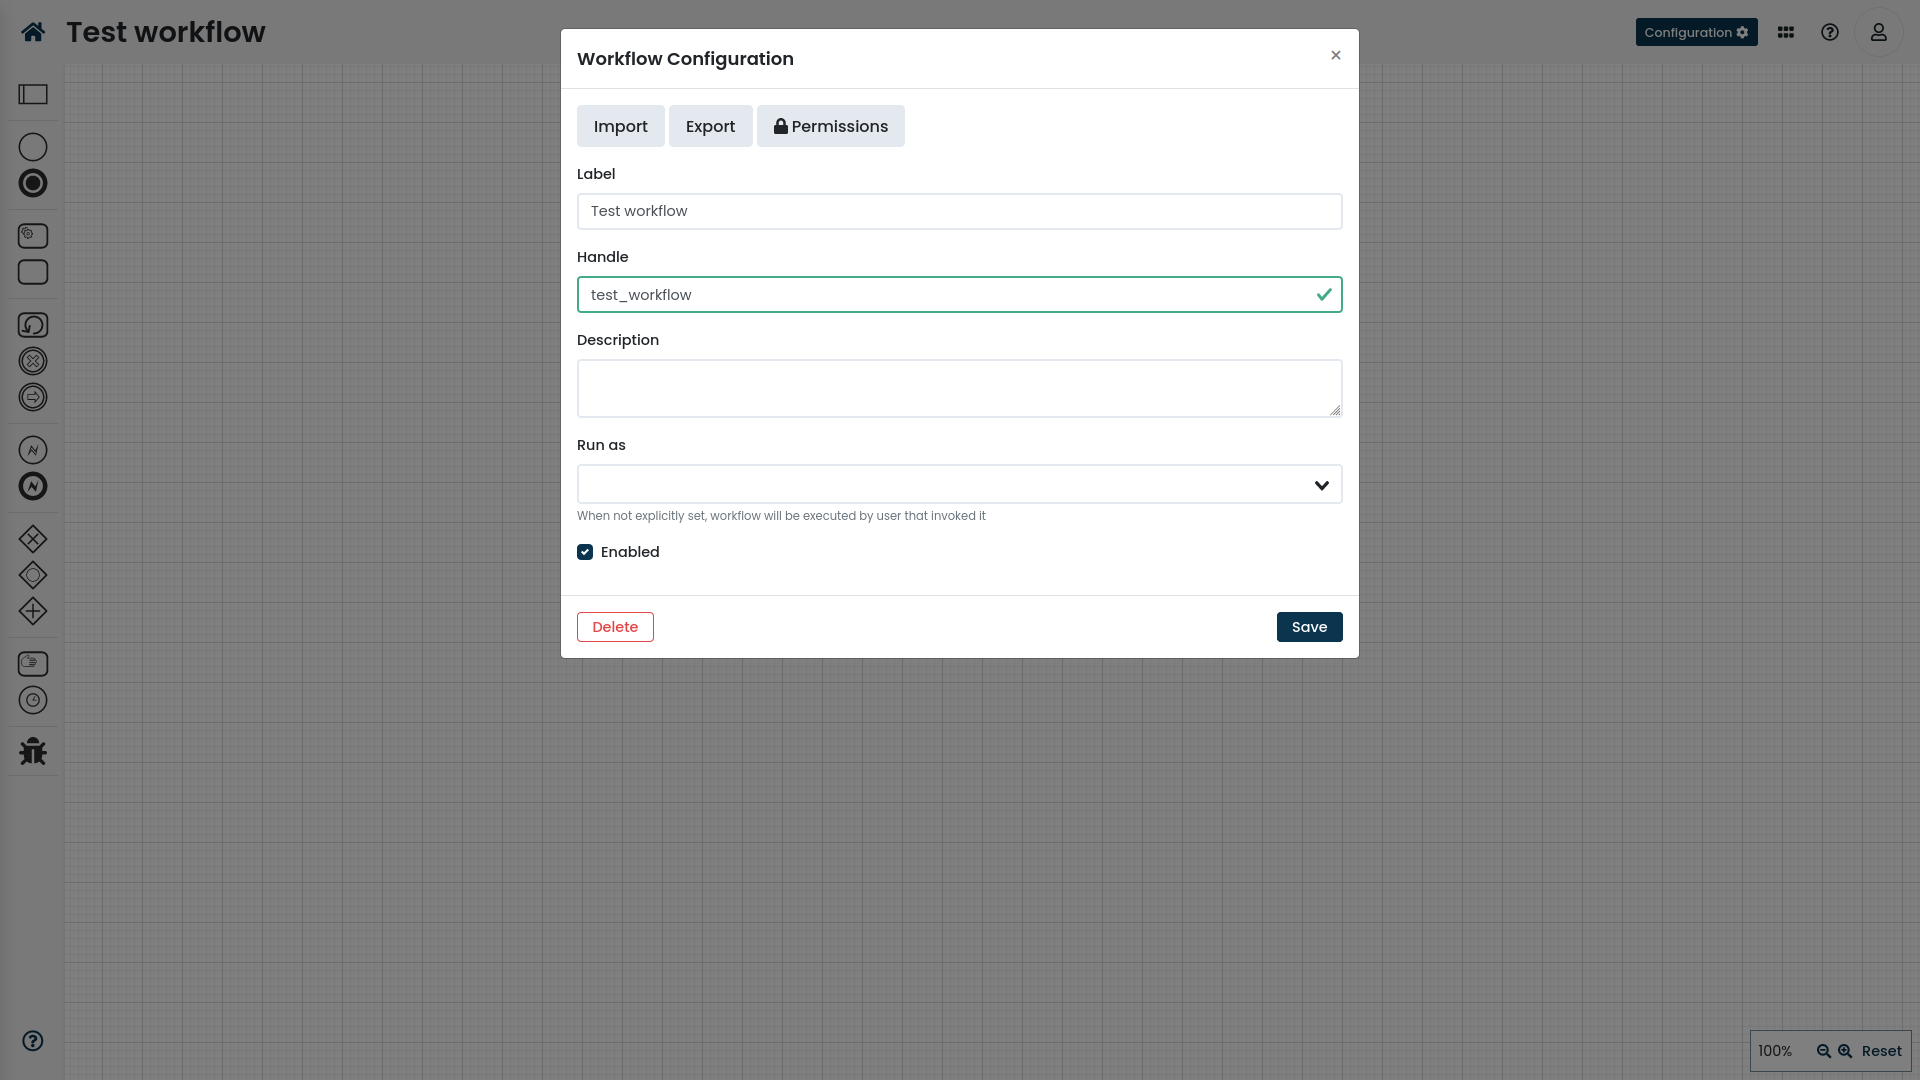 Test workflow
Configuration
Workflow Configuration
×
Import
Export
Permissions
Label
Test workflow
Handle
test_workflow
Description
Run as
When not explicitly set, workflow will be executed by user that invoked it
Enabled
Delete
Save
100%
Reset